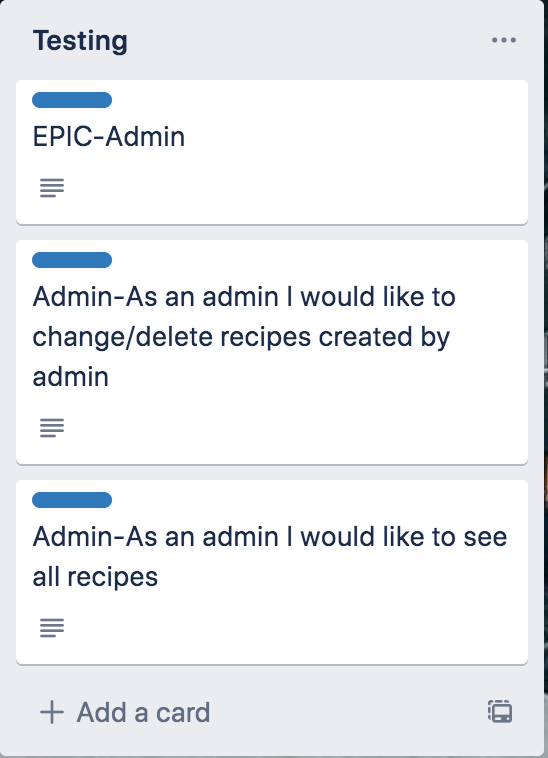 Testing
EPIC-Admin
Admin-As an admin I would like to
change/delete recipes created by
admin
Admin-As an admin I would like to see
all recipes
Add a card